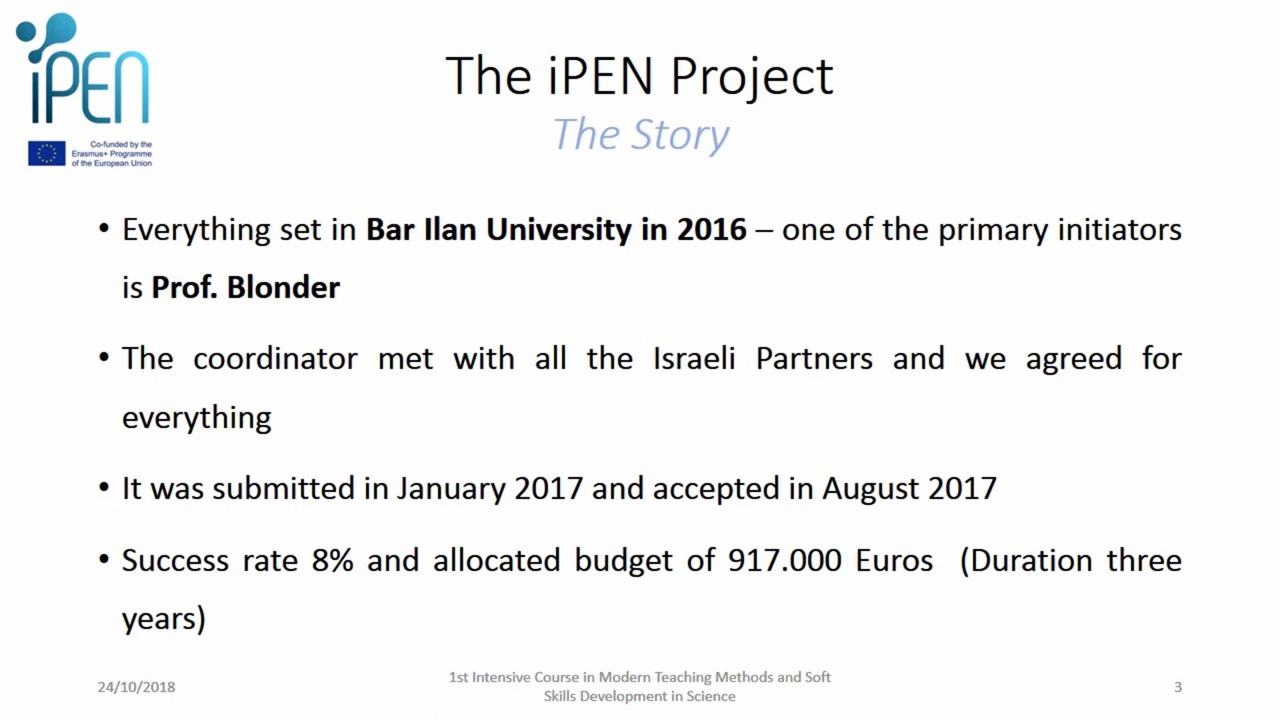 iPEN
Co-funded by the
Erasmus+ Programme
of the European Union
The iPEN Project
The Story
• Everything set in Bar Ilan University in 2016 – one of the primary initiators
is Prof. Blonder
• The coordinator met with all the Israeli Partners and we agreed for
everything
• It was submitted in January 2017 and accepted in August 2017
• Success rate 8% and allocated budget of 917.000 Euros (Duration three
years)
24/10/2018
1st Intensive Course in Modern Teaching Methods and Soft
Skills Development in Science
3